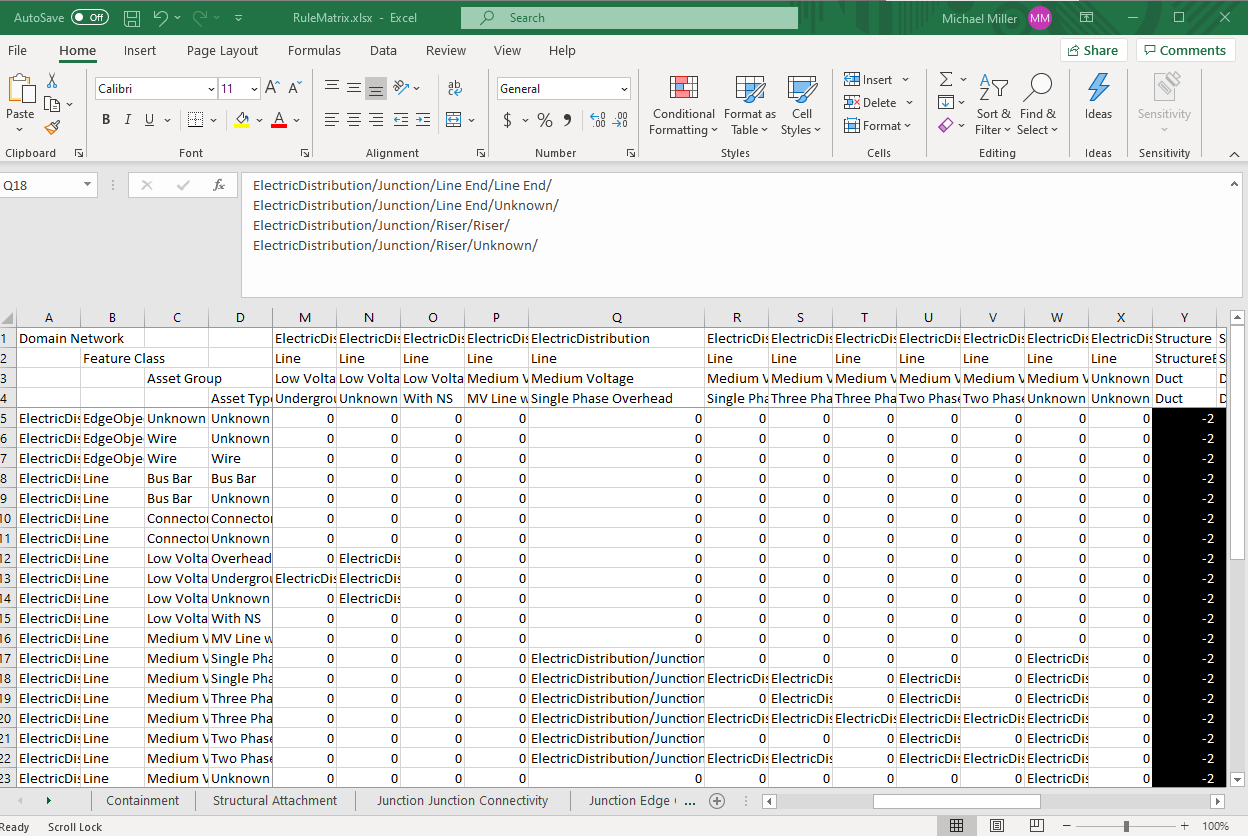 AutoSave Off RuleMatrix.xlsx - Excel Search Michael Miller MM
File Home Insert Page Layout Formulas Data Review View Help Share Comments
Paste Calibri 11 A A ab General Conditional Format as Cell Insert Delete Format Sort & Find & Ideas Sensitivity
B I U A $ % Formatting Table Styles Filter Select
Clipboard Font Alignment Number Styles Cells Editing Ideas Sensitivity
Q18 fx ElectricDistribution/Junction/Line End/Line End/
ElectricDistribution/Junction/Line End/Unknown/
ElectricDistribution/Junction/Riser/Riser/
ElectricDistribution/Junction/Riser/Unknown/
A B C D M N O P Q R S T U V W X Y
1 Domain Network ElectricDis ElectricDis ElectricDis ElectricDis ElectricDistribution ElectricDis ElectricDis ElectricDis ElectricDis ElectricDis ElectricDis ElectricDis Structure S
2 Feature Class Line Line Line Line Line Line Line Line Line Line Line Line StructureE S
3 Asset Group Low Volta Low Volta Low Volta Medium V Medium Voltage Medium V Medium V Medium V Medium V Medium V Medium V Unknown Duct D
4 Asset Type Undergrou Unknown With NS MV Line w Single Phase Overhead Single Pha Three Pha Three Pha Two Phase Two Phase Unknown Unknown Duct D
5 ElectricDis EdgeObje Unknown Unknown 0 0 0 0 0 0 0 0 0 0 0 0 -2
6 ElectricDis EdgeObje Wire Unknown 0 0 0 0 0 0 0 0 0 0 0 0 -2
7 ElectricDis EdgeObje Wire Wire 0 0 0 0 0 0 0 0 0 0 0 0 -2
8 ElectricDis Line Bus Bar Bus Bar 0 0 0 0 0 0 0 0 0 0 0 0 -2
9 ElectricDis Line Bus Bar Unknown 0 0 0 0 0 0 0 0 0 0 0 0 -2
10 ElectricDis Line Connector Connector 0 0 0 0 0 0 0 0 0 0 0 0 -2
11 ElectricDis Line Connector Unknown 0 0 0 0 0 0 0 0 0 0 0 0 -2
12 ElectricDis Line Low Volta Overhead 0 ElectricDis 0 0 0 0 0 0 0 0 0 0 -2
13 ElectricDis Line Low Volta Undergrou ElectricDis ElectricDis 0 0 0 0 0 0 0 0 0 0 -2
14 ElectricDis Line Low Volta Unknown 0 ElectricDis 0 0 0 0 0 0 0 0 0 0 -2
15 ElectricDis Line Low Volta With NS 0 0 0 0 0 0 0 0 0 0 0 0 -2
16 ElectricDis Line Medium V MV Line w 0 0 0 0 0 0 0 0 0 0 0 0 -2
17 ElectricDis Line Medium V Single Pha 0 0 0 0 ElectricDistribution/Junction 0 0 0 0 0 ElectricDis 0 -2
18 ElectricDis Line Medium V Single Pha 0 0 0 0 ElectricDistribution/Junction ElectricDis ElectricDis 0 ElectricDis 0 ElectricDis 0 -2
19 ElectricDis Line Medium V Three Pha 0 0 0 0 ElectricDistribution/Junction 0 ElectricDis 0 ElectricDis 0 ElectricDis 0 -2
20 ElectricDis Line Medium V Three Pha 0 0 0 0 ElectricDistribution/Junction ElectricDis ElectricDis ElectricDis ElectricDis ElectricDis ElectricDis 0 -2
21 ElectricDis Line Medium V Two Phase 0 0 0 0 ElectricDistribution/Junction 0 0 0 ElectricDis 0 ElectricDis 0 -2
22 ElectricDis Line Medium V Two Phase 0 0 0 0 ElectricDistribution/Junction ElectricDis ElectricDis 0 ElectricDis ElectricDis ElectricDis 0 -2
23 ElectricDis Line Medium V Unknown 0 0 0 0 0 0 0 0 0 0 ElectricDis 0 -2
Containment Structural Attachment Junction Junction Connectivity Junction Edge ...
Ready Scroll Lock 100%